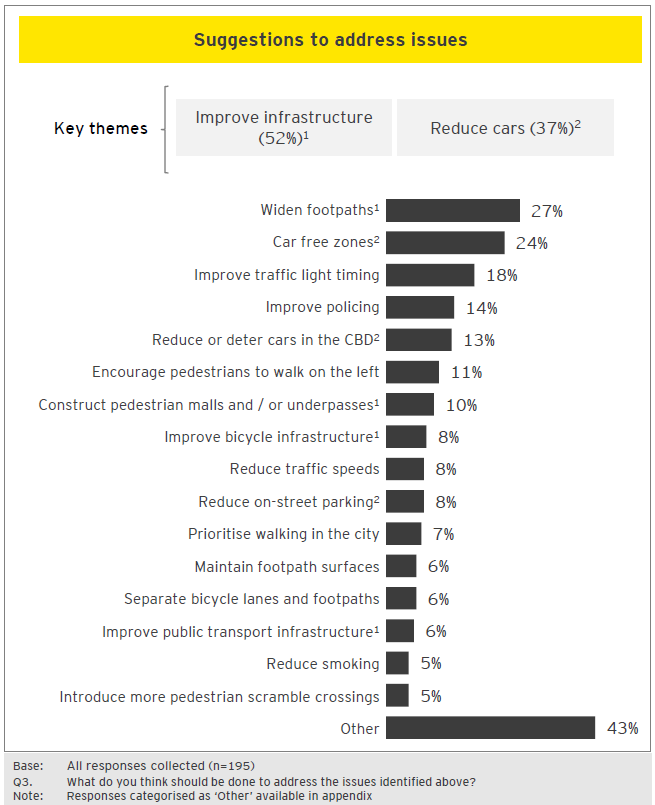 Suggestions to address issues
Key themes
Improve infrastructure
(52%)¹
Reduce cars (37%)²
Widen footpaths¹ 27%
Car free zones² 24%
Improve traffic light timing 18%
Improve policing 14%
Reduce or deter cars in the CBD² 13%
Encourage pedestrians to walk on the left 11%
Construct pedestrian malls and / or underpasses¹ 10%
Improve bicycle infrastructure¹ 8%
Reduce traffic speeds 8%
Reduce on-street parking² 8%
Prioritise walking in the city 7%
Maintain footpath surfaces 6%
Separate bicycle lanes and footpaths 6%
Improve public transport infrastructure¹ 6%
Reduce smoking 5%
Introduce more pedestrian scramble crossings 5%
Other 43%
Base: All responses collected (n=195)
Q3. What do you think should be done to address the issues identified above?
Note: Responses categorised as ‘Other’ available in appendix